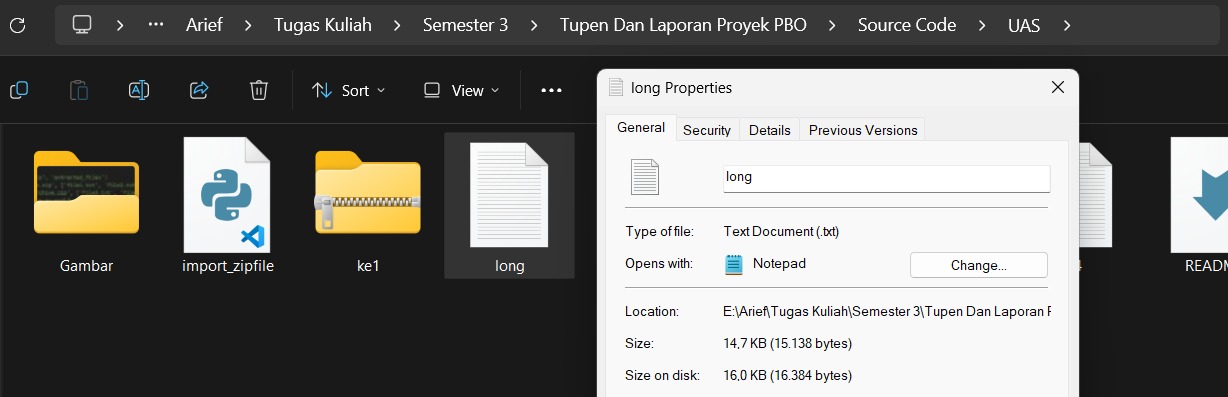 Arief > Tugas Kuliah > Semester 3 > Tupen Dan Laporan Proyek PBO > Source Code > UAS >
Sort
View
Gambar
import_zipfile
ke1
long
READM
long Properties
General
Security
Details
Previous Versions
long
Type of file: Text Document (.txt)
Opens with: Notepad
Change...
Location: E:\Arief\Tugas Kuliah\Semester 3\Tupen Dan Laporan P
Size: 14,7 KB (15.138 bytes)
Size on disk: 16,0 KB (16.384 bytes)